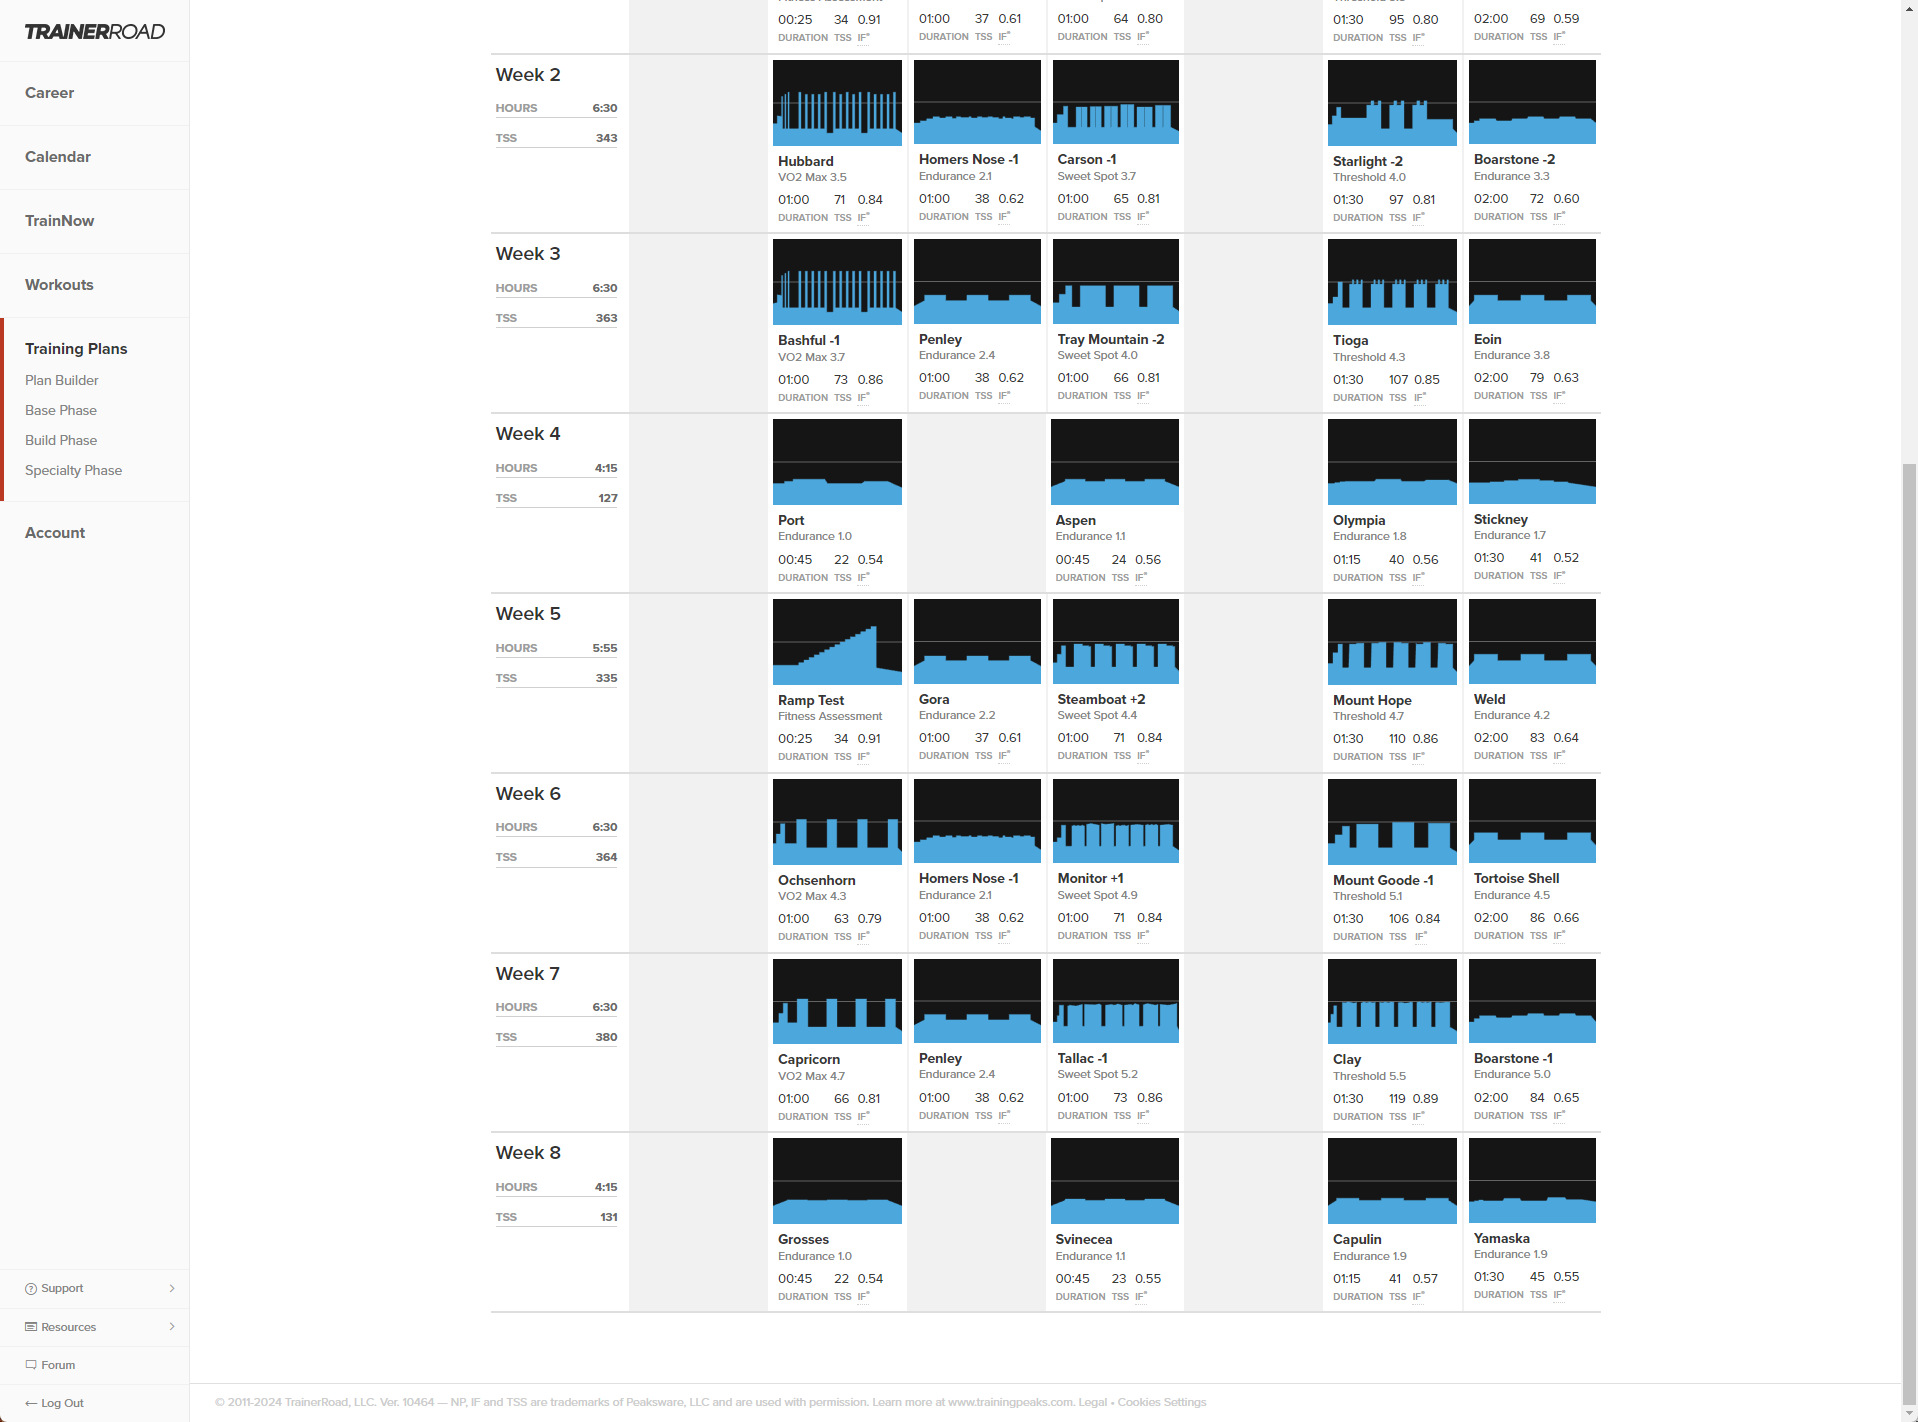 TRAINERROAD
Career
Calendar
TrainNow
Workouts
Training Plans
Plan Builder
Base Phase
Build Phase
Specialty Phase
Account
Support
Resources
Forum
Log Out
00:25 34 0.91 01:00 37 0.61 01:00 64 0.80 01:30 95 0.80 02:00 69 0.59
DURATION TSS IF* DURATION TSS IF* DURATION TSS IF* DURATION TSS IF* DURATION TSS IF*
Week 2
HOURS 6:30
TSS 343
Hubbard Homers Nose -1 Carson -1 Starlight -2 Boarstone -2
VO2 Max 3.5 Endurance 2.1 Sweet Spot 3.7 Threshold 4.0 Endurance 3.3
01:00 71 0.84 01:00 38 0.62 01:00 65 0.81 01:30 97 0.81 02:00 72 0.60
DURATION TSS IF* DURATION TSS IF* DURATION TSS IF* DURATION TSS IF* DURATION TSS IF*
Week 3
HOURS 6:30
TSS 363
Bashful -1 Penley Tray Mountain -2 Tioga Eoin
VO2 Max 3.7 Endurance 2.4 Sweet Spot 4.0 Threshold 4.3 Endurance 3.8
01:00 73 0.86 01:00 38 0.62 01:00 66 0.81 01:30 107 0.85 02:00 79 0.63
DURATION TSS IF* DURATION TSS IF* DURATION TSS IF* DURATION TSS IF* DURATION TSS IF*
Week 4
HOURS 4:15
TSS 127
Port Aspen Olympia Stickney
Endurance 1.0 Endurance 1.1 Endurance 1.8 Endurance 1.7
00:45 22 0.54 00:45 24 0.56 01:15 40 0.56 01:30 41 0.52
DURATION TSS IF* DURATION TSS IF* DURATION TSS IF* DURATION TSS IF*
Week 5
HOURS 5:55
TSS 335
Ramp Test Gora Steamboat +2 Mount Hope Weld
Fitness Assessment Endurance 2.2 Sweet Spot 4.4 Threshold 4.7 Endurance 4.2
00:25 34 0.91 01:00 37 0.61 01:00 71 0.84 01:30 110 0.86 02:00 83 0.64
DURATION TSS IF* DURATION TSS IF* DURATION TSS IF* DURATION TSS IF* DURATION TSS IF*
Week 6
HOURS 6:30
TSS 364
Ochsenhorn Homers Nose -1 Monitor +1 Mount Goode -1 Tortoise Shell
VO2 Max 4.3 Endurance 2.1 Sweet Spot 4.9 Threshold 5.1 Endurance 4.5
01:00 63 0.79 01:00 38 0.62 01:00 71 0.84 01:30 106 0.84 02:00 86 0.66
DURATION TSS IF* DURATION TSS IF* DURATION TSS IF* DURATION TSS IF* DURATION TSS IF*
Week 7
HOURS 6:30
TSS 380
Capricorn Penley Tallac -1 Clay Boarstone -1
VO2 Max 4.7 Endurance 2.4 Sweet Spot 5.2 Threshold 5.5 Endurance 5.0
01:00 66 0.81 01:00 38 0.62 01:00 73 0.86 01:30 119 0.89 02:00 84 0.65
DURATION TSS IF* DURATION TSS IF* DURATION TSS IF* DURATION TSS IF* DURATION TSS IF*
Week 8
HOURS 4:15
TSS 131
Grosses Svinecea Capulin Yamaska
Endurance 1.0 Endurance 1.1 Endurance 1.9 Endurance 1.9
00:45 22 0.54 00:45 23 0.55 01:15 41 0.57 01:30 45 0.55
DURATION TSS IF* DURATION TSS IF* DURATION TSS IF* DURATION TSS IF*
© 2011-2024 TrainerRoad, LLC. Ver. 10464 — NP, IF and TSS are trademarks of Peaksware, LLC and are used with permission. Learn more at www.trainingpeaks.com. Legal • Cookies Settings